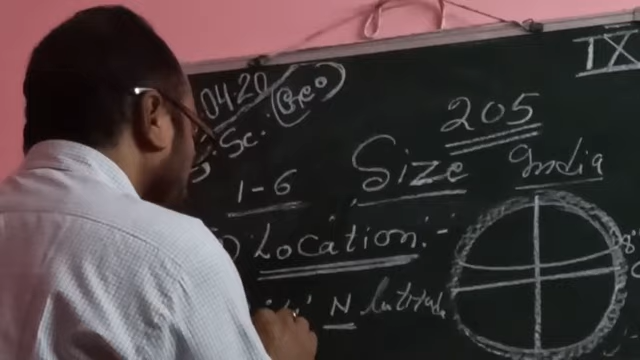 IX
04.20
Sc. (Geo)
205
1-6
Size India
Location:-
N